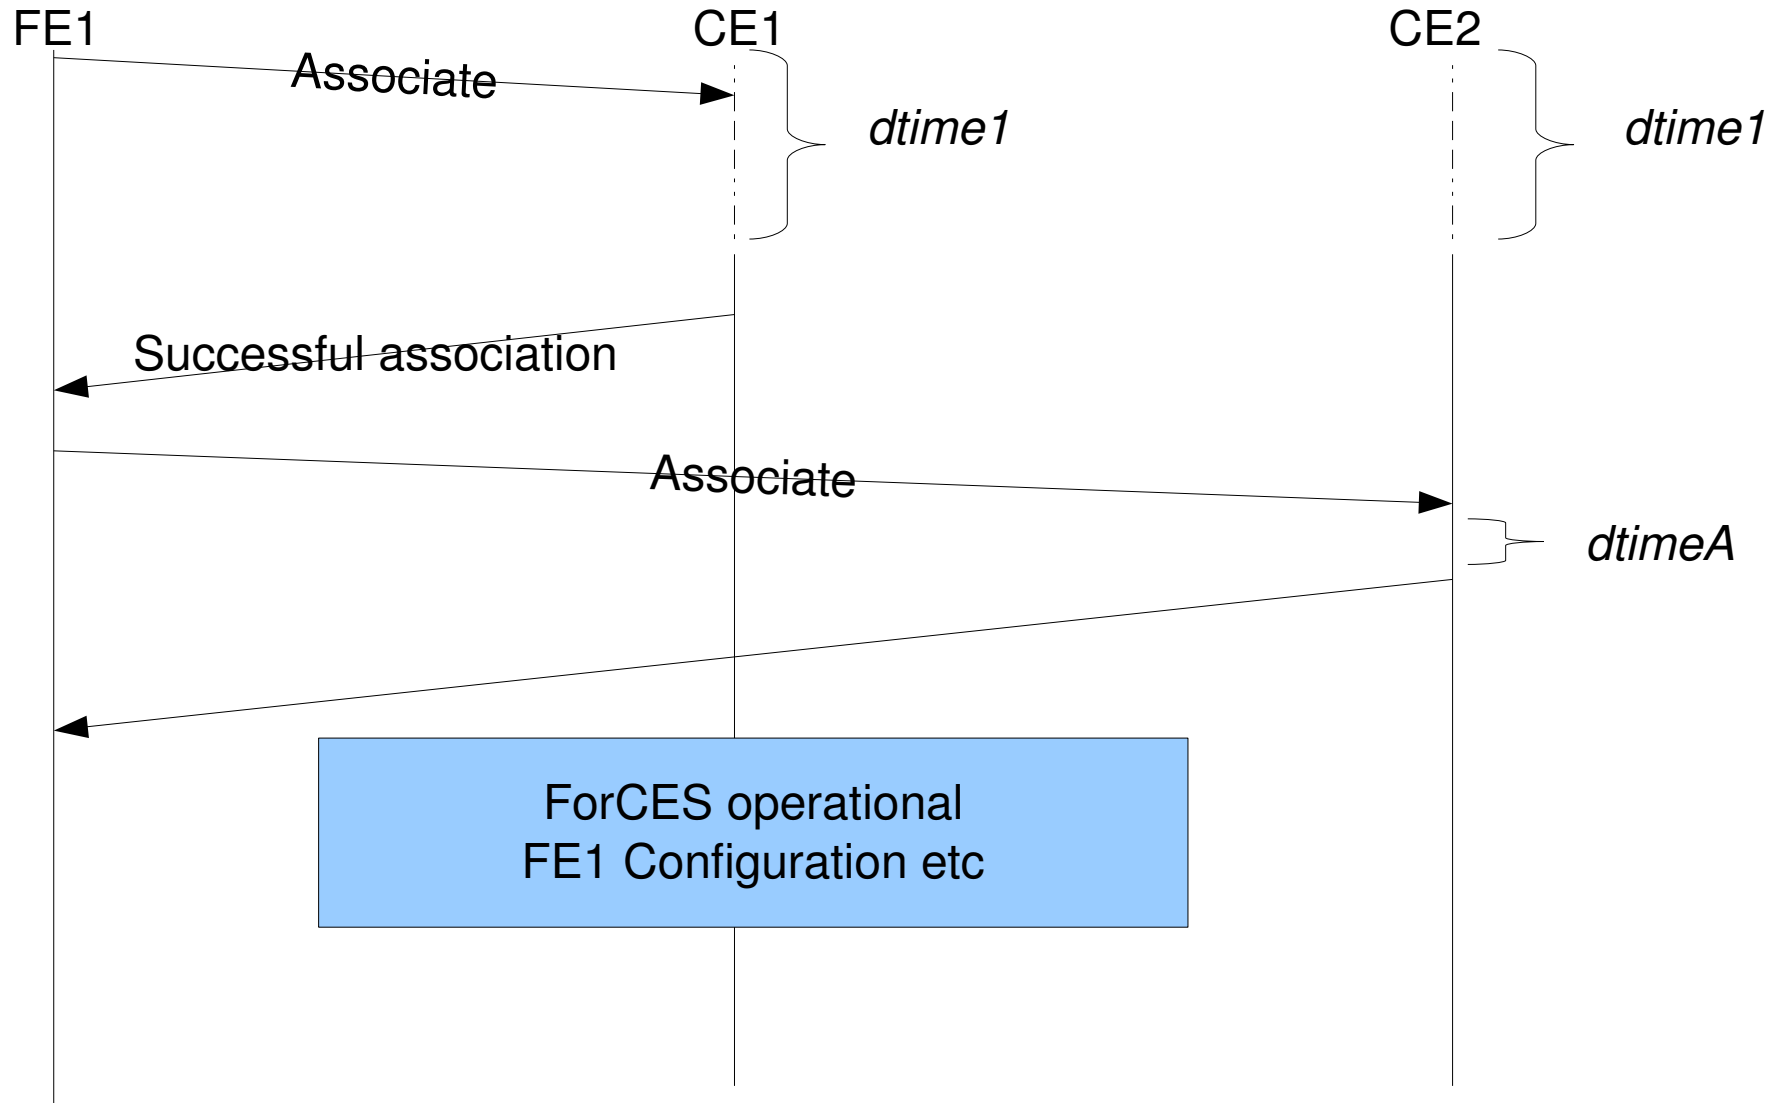 FE1
CE1
CE2
Associate
dtime1
dtime1
Successful association
Associate
dtimeA
ForCES operational
FE1 Configuration etc